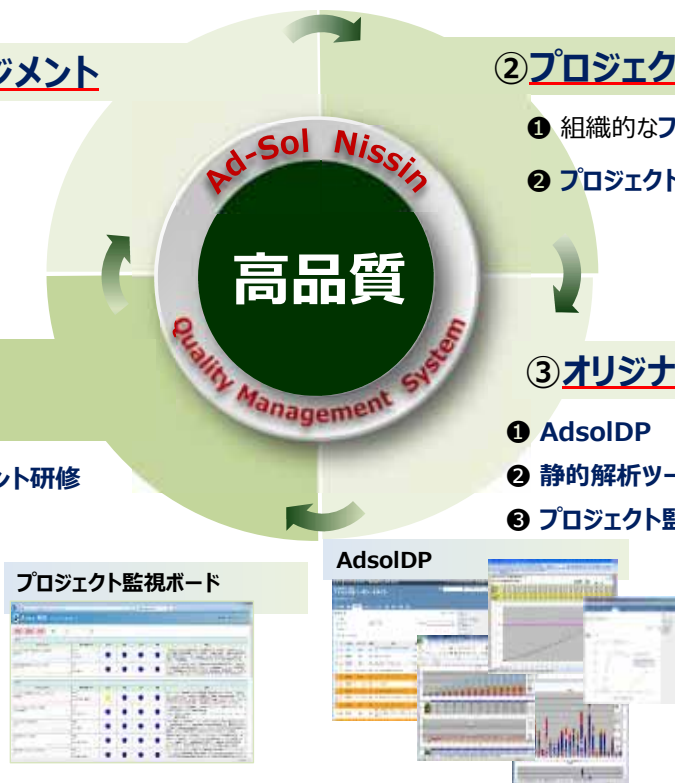 ジメント
②プロジェク
❶ 組織的なプ
❷ プロジェクト
Ad-Sol Nissin
高品質
Quality Management System
③オリジナ
❶ AdsolDP
❷ 静的解析ツー
❸ プロジェクト監
ント研修
プロジェクト監視ボード
AdsolDP